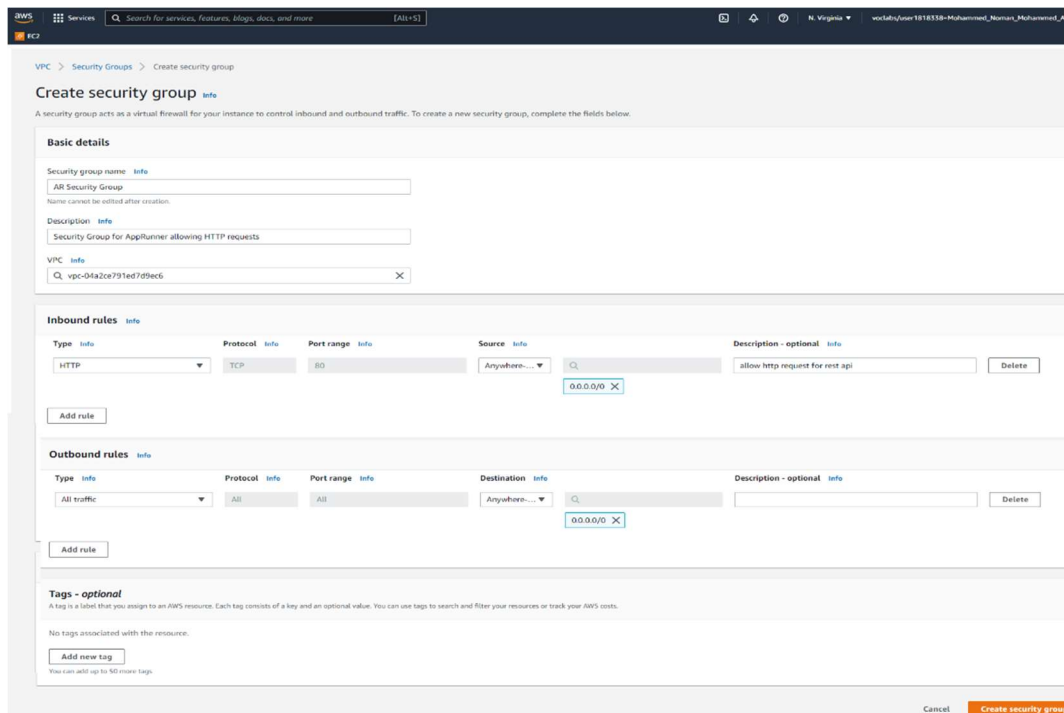 aws Services Search for services, features, blogs, docs, and more [Alt+S] N. Virginia voclabs/user1818338=Mohammed_Noman_Mohammed_A
EC2
VPC > Security Groups > Create security group
Create security group Info
A security group acts as a virtual firewall for your instance to control inbound and outbound traffic. To create a new security group, complete the fields below.
Basic details
Security group name Info
AR Security Group
Name cannot be edited after creation.
Description Info
Security Group for AppRunner allowing HTTP requests
VPC Info
vpc-04a2ce791ed7d9ec6
Inbound rules Info
Type Info Protocol Info Port range Info Source Info Description - optional Info
HTTP TCP 80 Anywhere-... allow http request for rest api Delete
0.0.0.0/0
Add rule
Outbound rules Info
Type Info Protocol Info Port range Info Destination Info Description - optional Info
All traffic All All Anywhere-... Delete
0.0.0.0/0
Add rule
Tags - optional
A tag is a label that you assign to an AWS resource. Each tag consists of a key and an optional value. You can use tags to search and filter your resources or track your AWS costs.
No tags associated with the resource.
Add new tag
You can add up to 50 more tags.
Cancel Create security grou